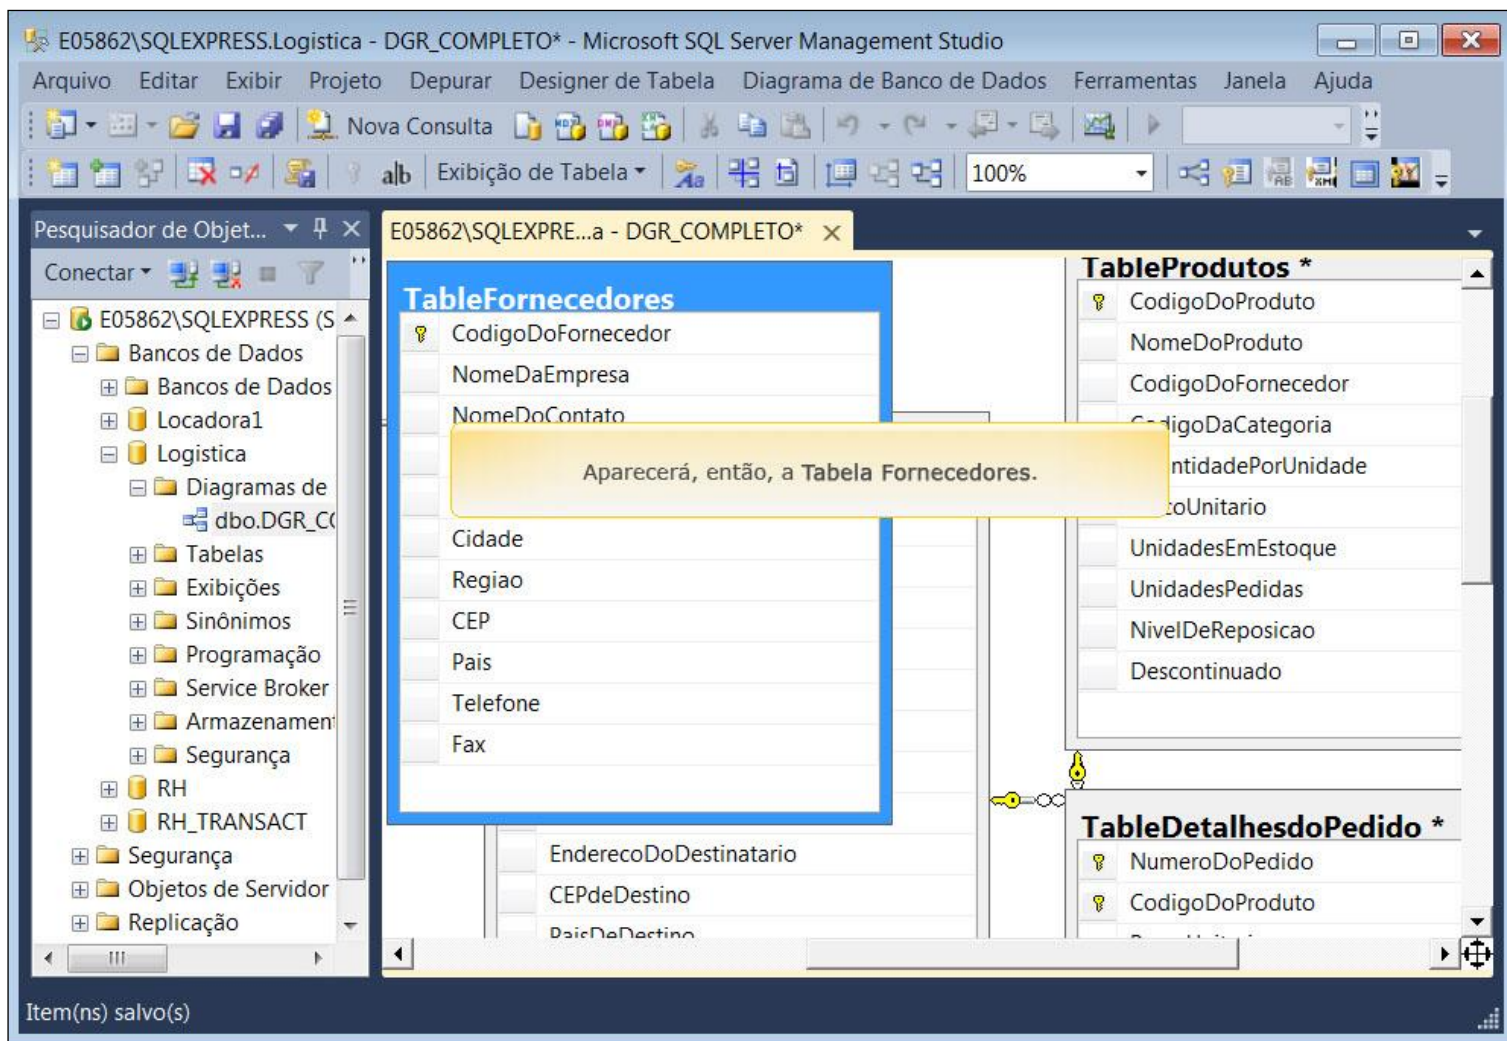 E05862\SQLEXPRESS.Logistica - DGR_COMPLETO* - Microsoft SQL Server Management Studio
Arquivo Editar Exibir Projeto Depurar Designer de Tabela Diagrama de Banco de Dados Ferramentas Janela Ajuda
Nova Consulta
Exibição de Tabela 100%
Pesquisador de Objet...
Conectar
E05862\SQLEXPRESS (S
Bancos de Dados
Bancos de Dados
Locadora1
Logistica
Diagramas de
dbo.DGR_C
Tabelas
Exibições
Sinônimos
Programação
Service Broker
Armazenament
Segurança
RH
RH_TRANSACT
Segurança
Objetos de Servidor
Replicação
E05862\SQLEXPRE...a - DGR_COMPLETO*
TableFornecedores
CodigoDoFornecedor
NomeDaEmpresa
NomeDoContato
Aparecerá, então, a Tabela Fornecedores.
Cidade
Regiao
CEP
Pais
Telefone
Fax
EnderecoDoDestinatario
CEPdeDestino
PaisDeDestino
TableProdutos *
CodigoDoProduto
NomeDoProduto
CodigoDoFornecedor
CodigoDaCategoria
ntidadePorUnidade
coUnitario
UnidadesEmEstoque
UnidadesPedidas
NivelDeReposicao
Descontinuado
TableDetalhesdoPedido *
NumeroDoPedido
CodigoDoProduto
Item(ns) salvo(s)